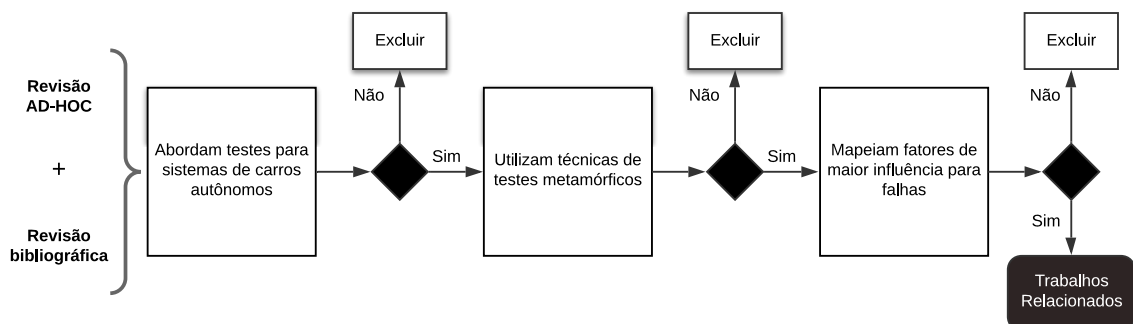 Revisão
AD-HOC
+
Revisão
bibliográfica
Abordam testes para
sistemas de carros
autônomos
Excluir
Não
Sim
Utilizam técnicas de
testes metamórficos
Excluir
Não
Sim
Mapeiam fatores de
maior influência para
falhas
Excluir
Não
Sim
Trabalhos
Relacionados